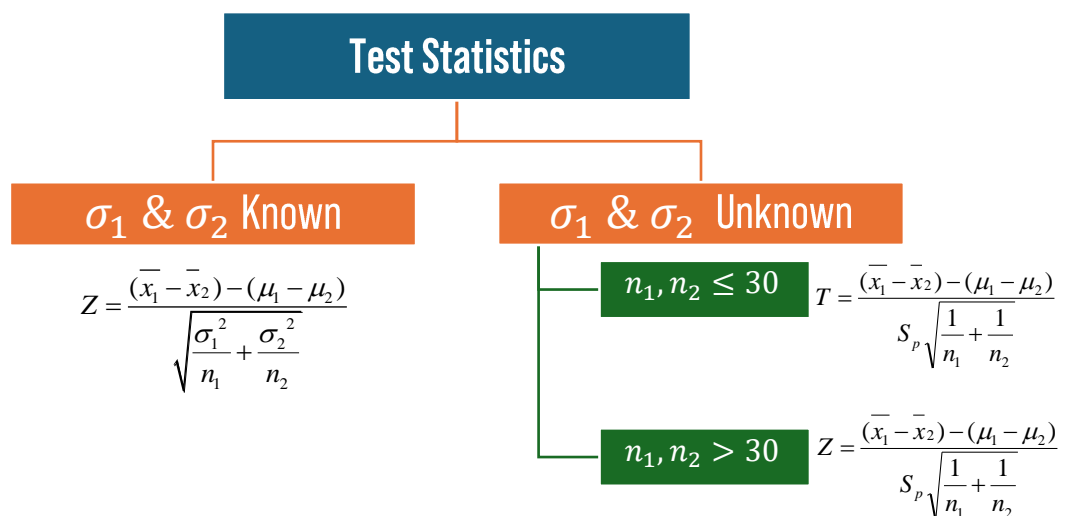 Test Statistics
σ₁ & σ₂ Known
σ₁ & σ₂ Unknown
Z = ((x̄₁ − x̄₂) − (μ₁ − μ₂)) / √(σ₁²/n₁ + σ₂²/n₂)
n₁, n₂ ≤ 30
T = ((x̄₁ − x̄₂) − (μ₁ − μ₂)) / (Sₚ √(1/n₁ + 1/n₂))
n₁, n₂ > 30
Z = ((x̄₁ − x̄₂) − (μ₁ − μ₂)) / (Sₚ √(1/n₁ + 1/n₂))